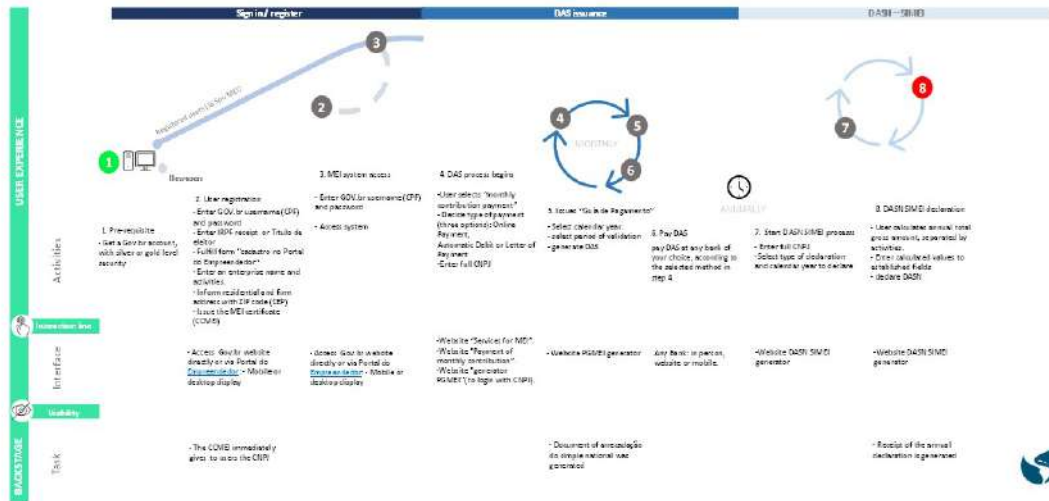 Sign in/ register
DAS issuance
DASN - SIMEI
USER EXPERIENCE
BACKSTAGE
Activities
Interface
Task
Interaction line
Visibility
1
2
3
4
5
6
7
8
MONTHLY
ANNUALLY
1. Pre-requisite
- Get a Gov.br account,
with silver or gold level
security
2. User registration
- Enter GOV.br username (CPF)
and password
- Enter IRPF receipt or Título de
eleitor
- Fulfill form "cadastro no Portal
do Empreendedor"
- Enter an enterprise name and
activities.
- Inform residential and firm
address with ZIP code (CEP)
- Issue the MEI certificate
(CCMEI)
3. MEI system access
- Enter GOV.br username (CPF)
and password
- Access system
4. DAS process begins
-User selects "monthly
contribution payment"
- Decide type of payment
(three options): Online
Payment,
Automatic Debit or Letter of
Payment
-Enter full CNPJ
5. Issues "Guia de Pagamento"
- Select calendar year
- select period of validation
- generate DAS
6. Pay DAS
pay DAS at any bank of
your choice, according to
the selected method in
step 4
7. Start DASN SIMEI process
- Enter full CNPJ
- Select type of declaration
and calendar year to declare
8. DASN SIMEI declaration
- User calculates annual total
gross amount, separated by
activities.
- Enter calculated values to
established fields
- declare DASN
- Access Gov.br website
directly or via Portal do
Empreendedor - Mobile or
desktop display
- Access Gov.br website
directly or via Portal do
Empreendedor - Mobile or
desktop display
-Website "Services for MEI".
-Website "Payment of
monthly contribution"
-Website "generator
PGMEI" (to login with CNPJ).
- Website PGMEI generator
Any Bank: in person,
website or mobile.
-Website DASN SIMEI
generator
-Website DASN SIMEI
generator
- The CCMEI immediately
gives to users the CNPJ
- Document of arrecadação
do simple national was
generated
- Receipt of the annual
declaration is generated